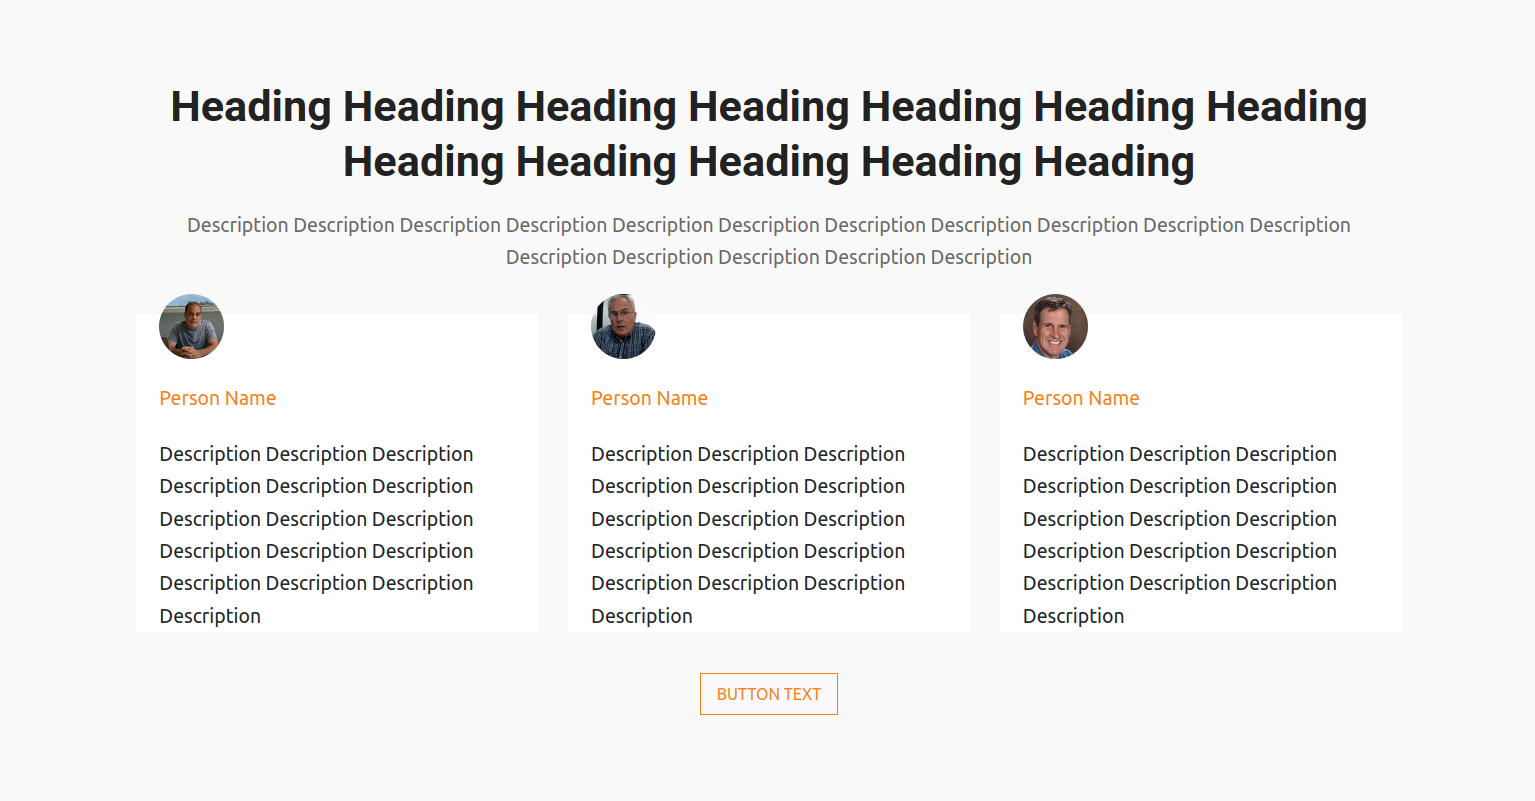 Heading Heading Heading Heading Heading Heading Heading
Heading Heading Heading Heading Heading
Description Description Description Description Description Description Description Description Description Description Description
Description Description Description Description Description
Person Name
Description Description Description
Description Description Description
Description Description Description
Description Description Description
Description Description Description
Description
Person Name
Description Description Description
Description Description Description
Description Description Description
Description Description Description
Description Description Description
Description
Person Name
Description Description Description
Description Description Description
Description Description Description
Description Description Description
Description Description Description
Description
BUTTON TEXT